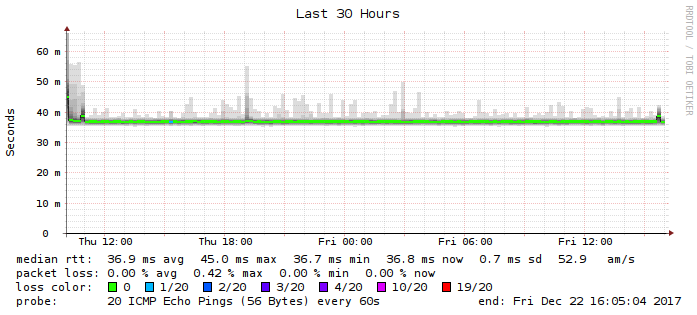 Last 30 Hours
RRDTOOL / TOBI OETIKER
Seconds
60 m
50 m
40 m
30 m
20 m
10 m
0
Thu 12:00 Thu 18:00 Fri 00:00 Fri 06:00 Fri 12:00
median rtt: 36.9 ms avg 45.0 ms max 36.7 ms min 36.8 ms now 0.7 ms sd 52.9 am/s
packet loss: 0.00 % avg 0.42 % max 0.00 % min 0.00 % now
loss color: 0 1/20 2/20 3/20 4/20 10/20 19/20
probe: 20 ICMP Echo Pings (56 Bytes) every 60s end: Fri Dec 22 16:05:04 2017